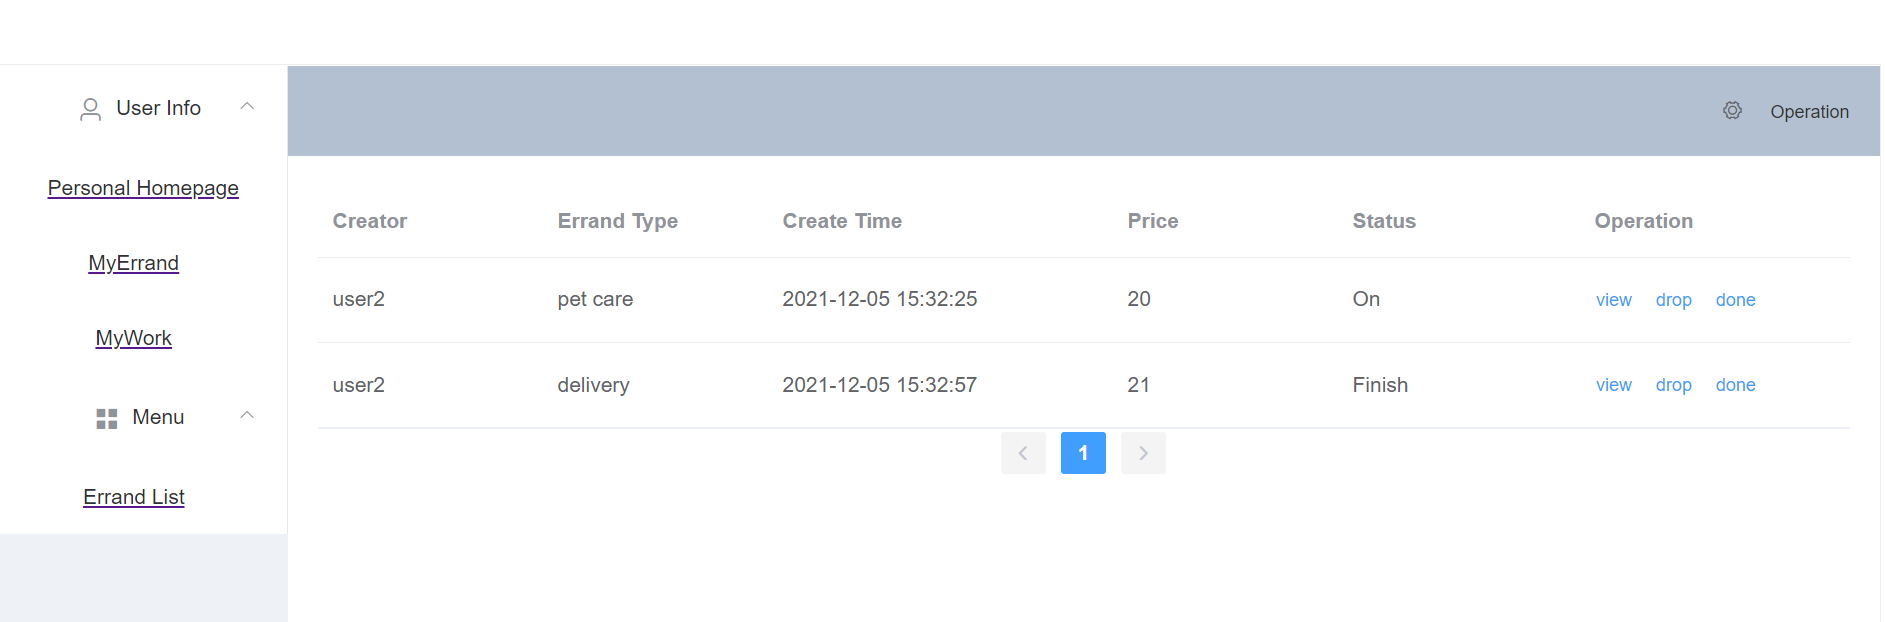 User Info
Operation
Personal Homepage
MyErrand
MyWork
Menu
Errand List
Creator Errand Type Create Time Price Status Operation
user2 pet care 2021-12-05 15:32:25 20 On view drop done
user2 delivery 2021-12-05 15:32:57 21 Finish view drop done
1